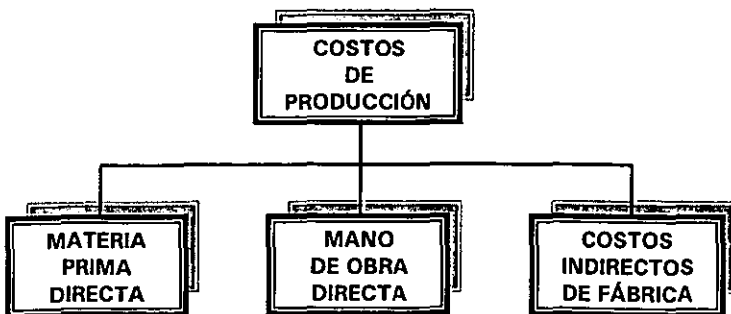 COSTOS
DE
PRODUCCIÓN
MATERIA
PRIMA
DIRECTA
MANO
DE OBRA
DIRECTA
COSTOS
INDIRECTOS
DE FÁBRICA